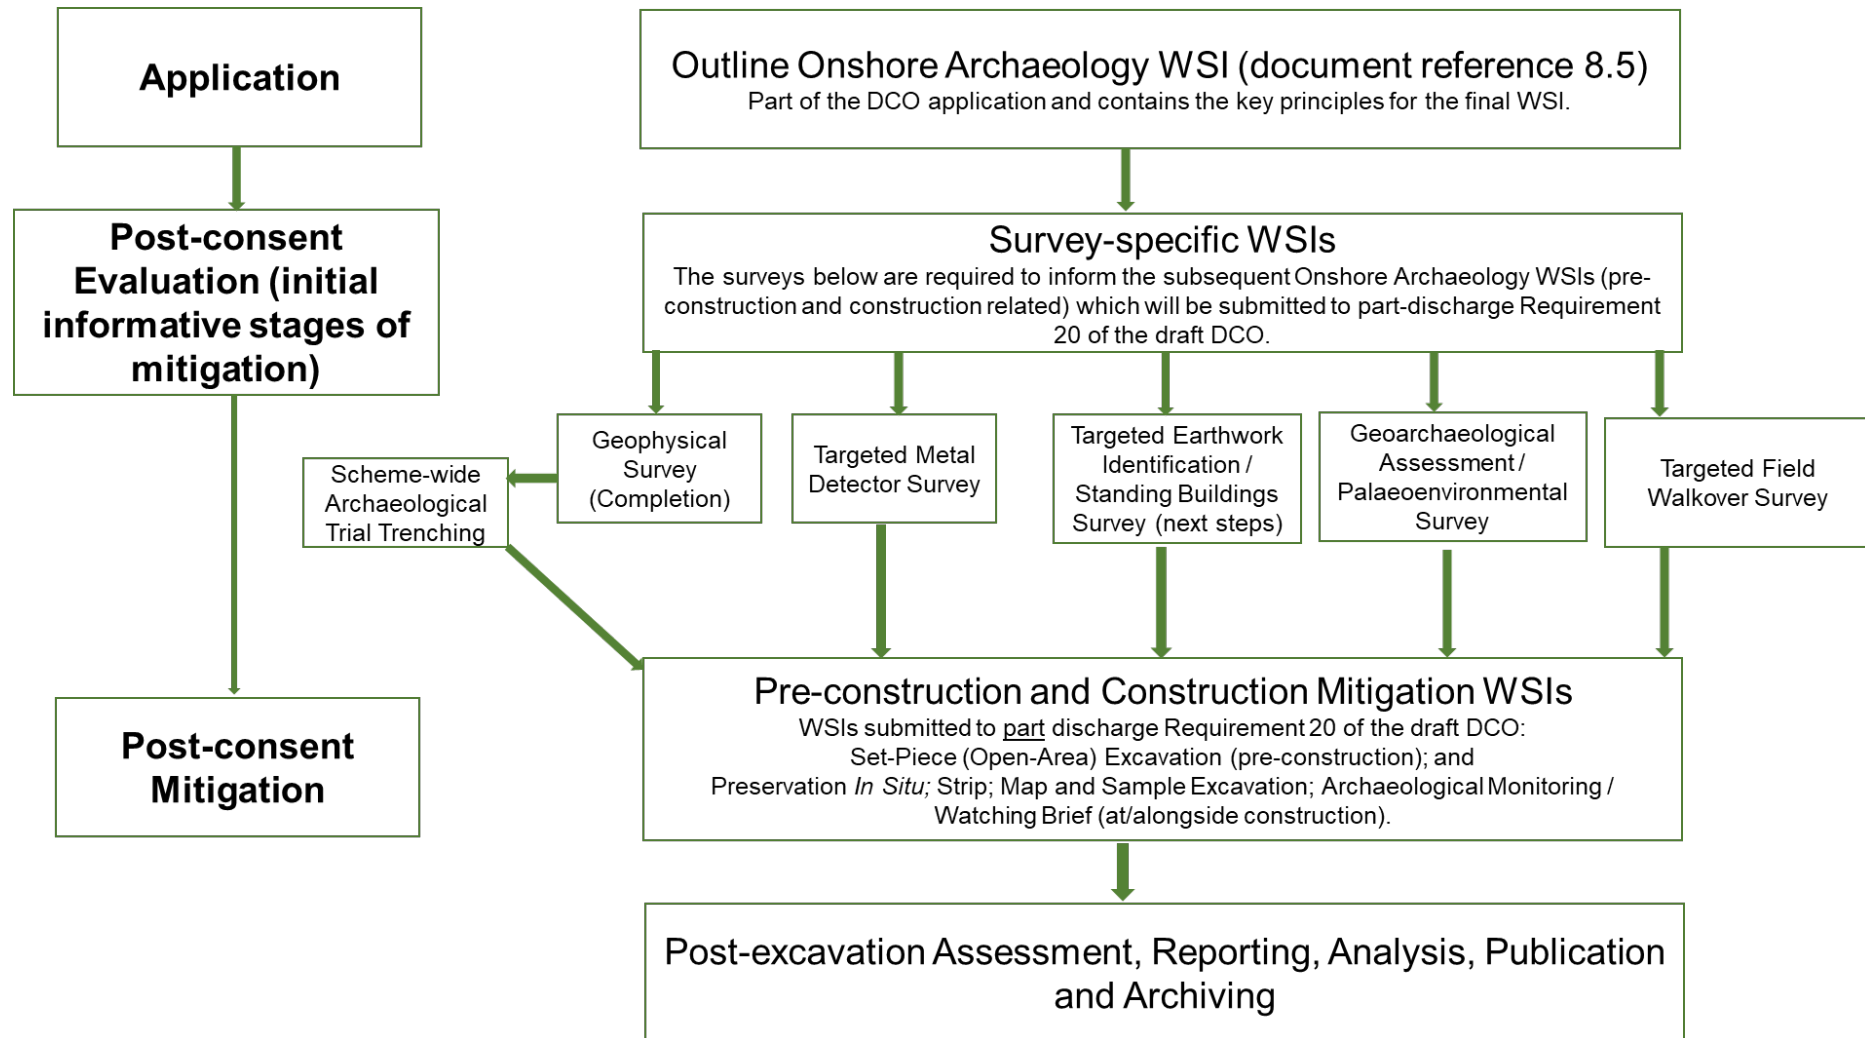 Application
Outline Onshore Archaeology WSI (document reference 8.5)
Part of the DCO application and contains the key principles for the final WSI.
Post-consent
Evaluation (initial
informative stages of
mitigation)
Survey-specific WSIs
The surveys below are required to inform the subsequent Onshore Archaeology WSIs (pre-
construction and construction related) which will be submitted to part-discharge Requirement
20 of the draft DCO.
Scheme-wide
Archaeological
Trial Trenching
Geophysical
Survey
(Completion)
Targeted Metal
Detector Survey
Targeted Earthwork
Identification /
Standing Buildings
Survey (next steps)
Geoarchaeological
Assessment /
Palaeoenvironmental
Survey
Targeted Field
Walkover Survey
Post-consent
Mitigation
Pre-construction and Construction Mitigation WSIs
WSIs submitted to part discharge Requirement 20 of the draft DCO:
Set-Piece (Open-Area) Excavation (pre-construction); and
Preservation In Situ; Strip; Map and Sample Excavation; Archaeological Monitoring /
Watching Brief (at/alongside construction).
Post-excavation Assessment, Reporting, Analysis, Publication
and Archiving